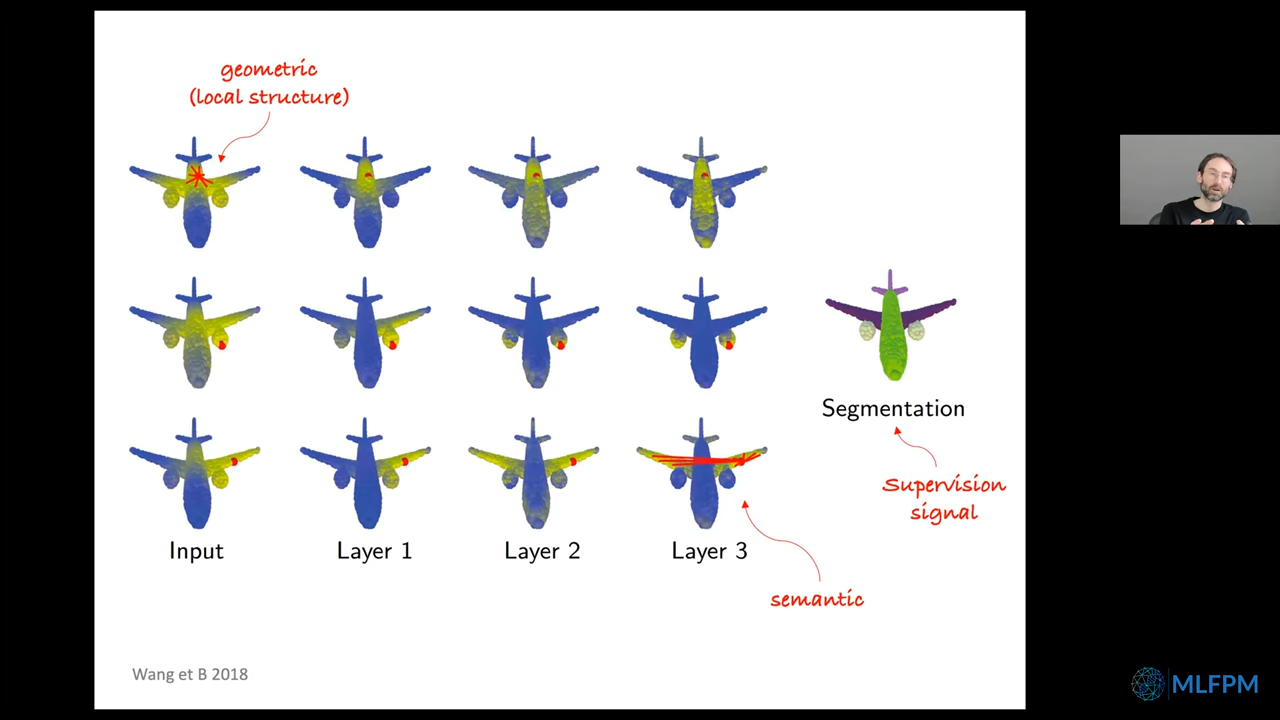 geometric
(local structure)
Segmentation
Supervision
signal
Input
Layer 1
Layer 2
Layer 3
semantic
Wang et B 2018
MLFPM